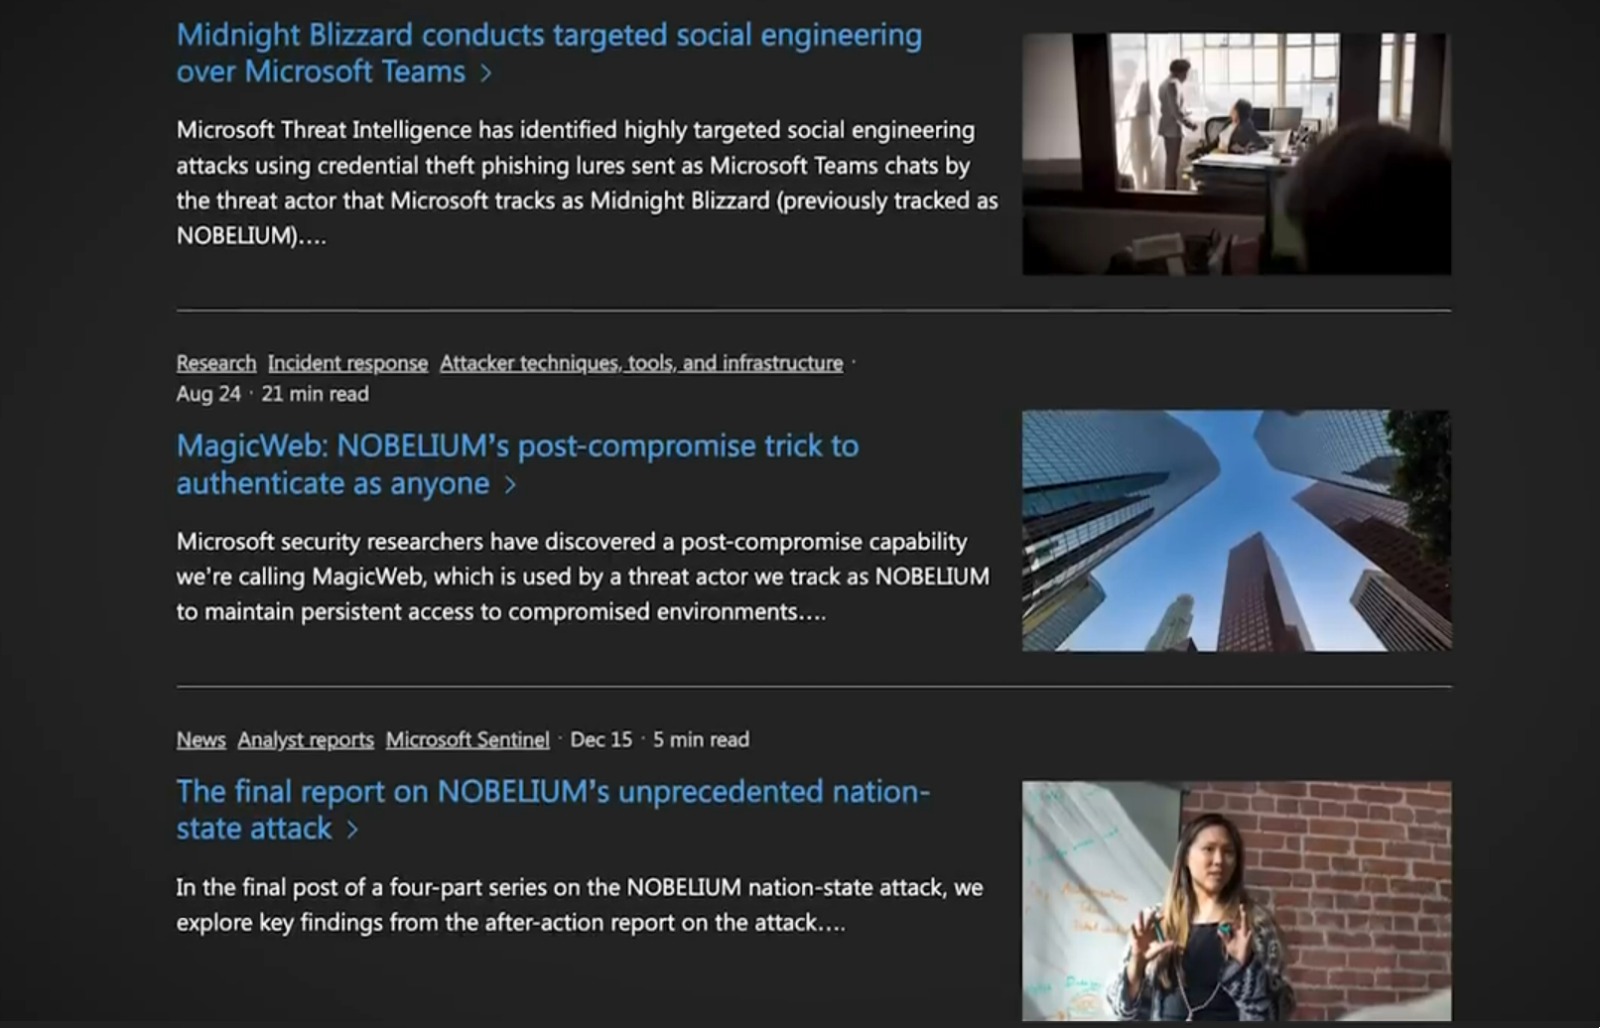 Midnight Blizzard conducts targeted social engineering
over Microsoft Teams >
Microsoft Threat Intelligence has identified highly targeted social engineering
attacks using credential theft phishing lures sent as Microsoft Teams chats by
the threat actor that Microsoft tracks as Midnight Blizzard (previously tracked as
NOBELIUM)....
Research Incident response Attacker techniques, tools, and infrastructure ·
Aug 24 · 21 min read
MagicWeb: NOBELIUM’s post-compromise trick to
authenticate as anyone >
Microsoft security researchers have discovered a post-compromise capability
we’re calling MagicWeb, which is used by a threat actor we track as NOBELIUM
to maintain persistent access to compromised environments....
News Analyst reports Microsoft Sentinel · Dec 15 · 5 min read
The final report on NOBELIUM’s unprecedented nation-
state attack >
In the final post of a four-part series on the NOBELIUM nation-state attack, we
explore key findings from the after-action report on the attack....